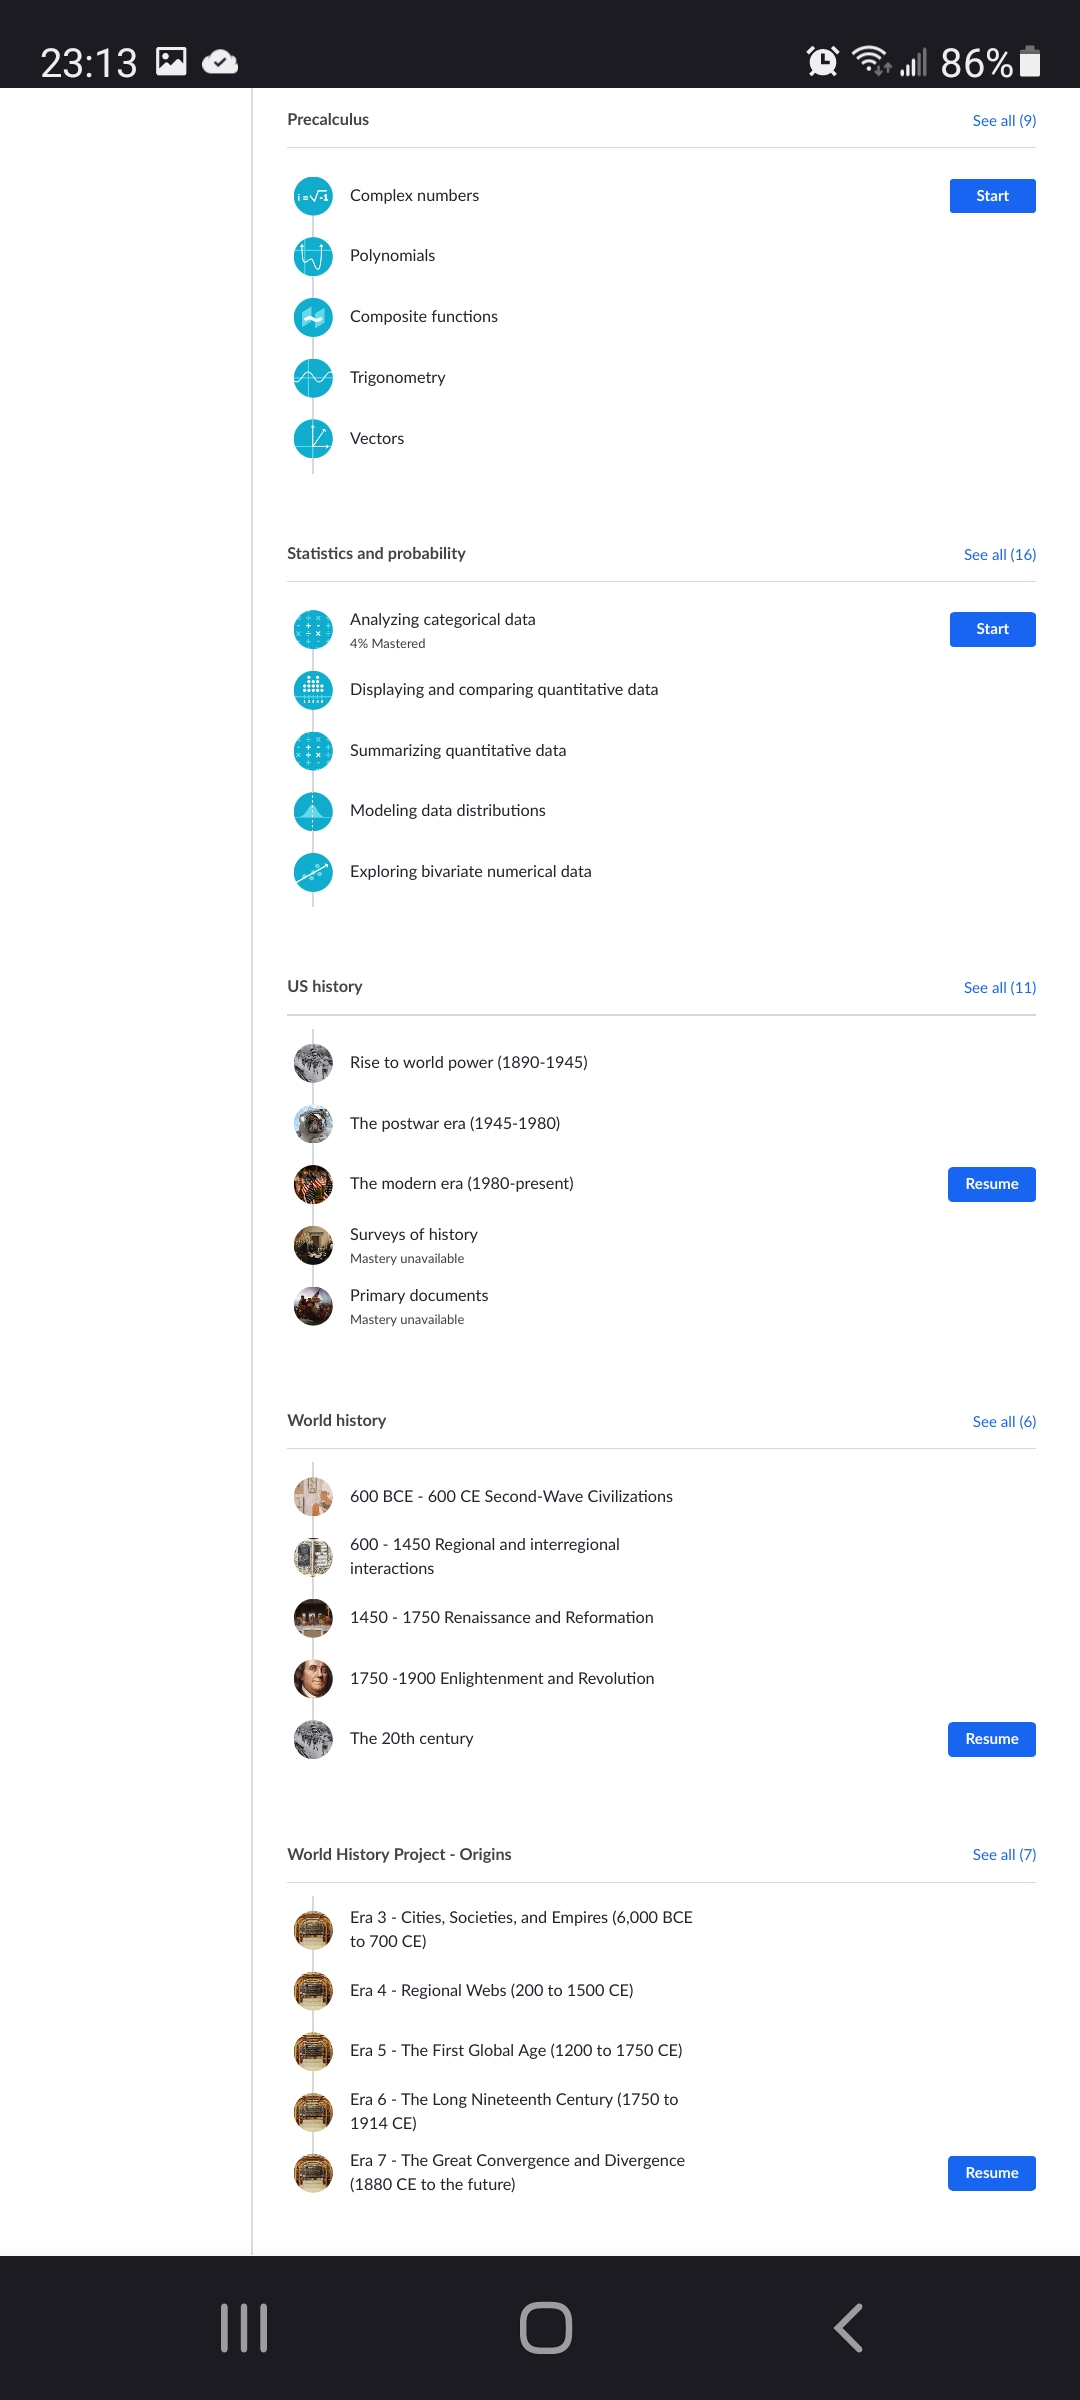 23:13
86%
Precalculus
See all (9)
i = √-1
Complex numbers
Start
Polynomials
Composite functions
Trigonometry
Vectors
Statistics and probability
See all (16)
Analyzing categorical data
4% Mastered
Start
Displaying and comparing quantitative data
Summarizing quantitative data
Modeling data distributions
Exploring bivariate numerical data
US history
See all (11)
Rise to world power (1890-1945)
The postwar era (1945-1980)
The modern era (1980-present)
Resume
Surveys of history
Mastery unavailable
Primary documents
Mastery unavailable
World history
See all (6)
600 BCE - 600 CE Second-Wave Civilizations
600 - 1450 Regional and interregional
interactions
1450 - 1750 Renaissance and Reformation
1750 -1900 Enlightenment and Revolution
The 20th century
Resume
World History Project - Origins
See all (7)
Era 3 - Cities, Societies, and Empires (6,000 BCE
to 700 CE)
Era 4 - Regional Webs (200 to 1500 CE)
Era 5 - The First Global Age (1200 to 1750 CE)
Era 6 - The Long Nineteenth Century (1750 to
1914 CE)
Era 7 - The Great Convergence and Divergence
(1880 CE to the future)
Resume